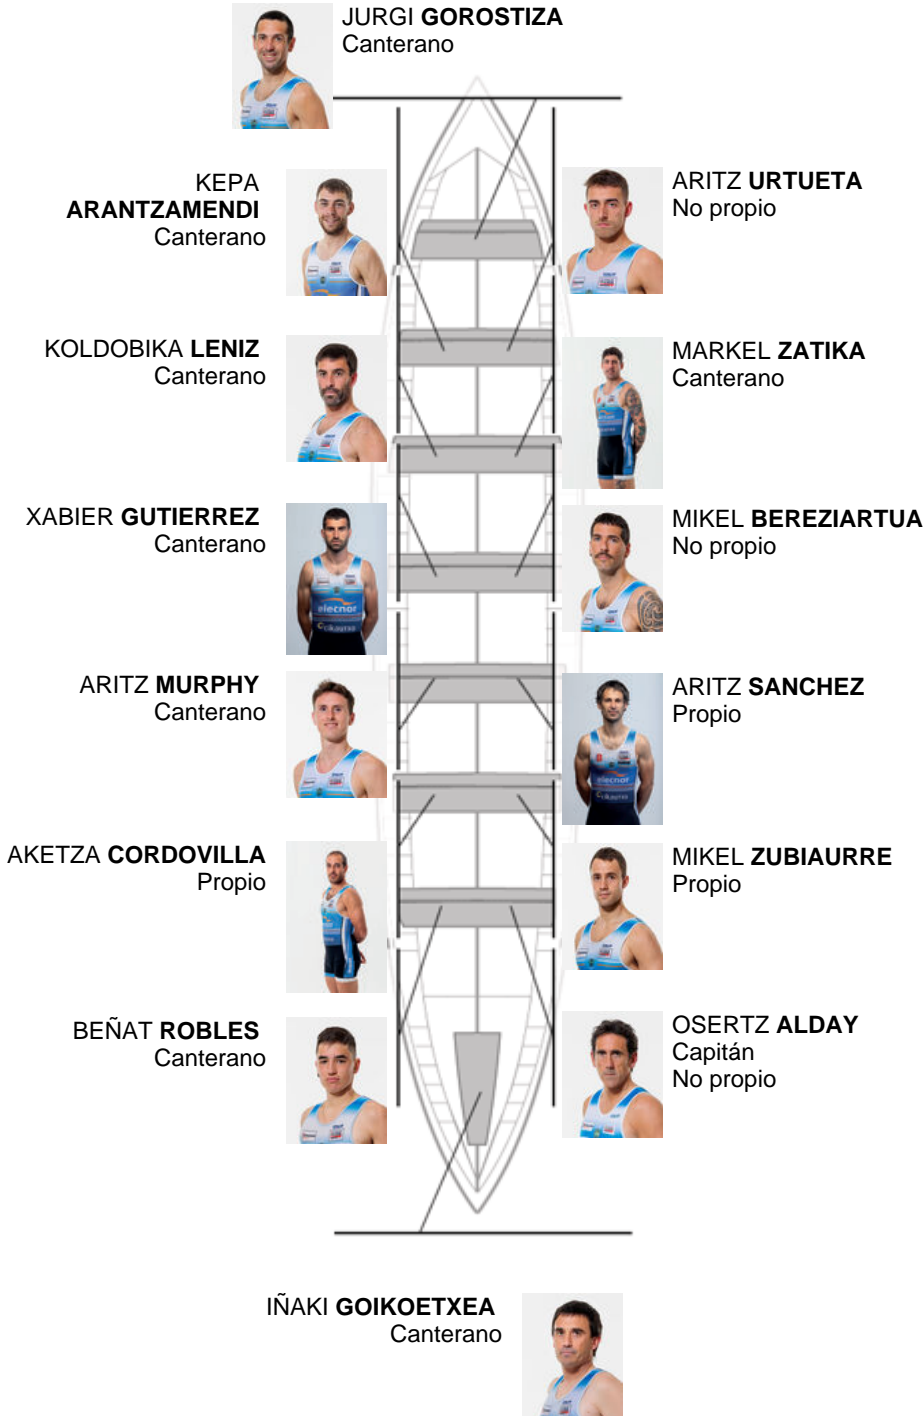 JURGI GOROSTIZA
Canterano
KEPA
ARANTZAMENDI
Canterano
ARITZ URTUETA
No propio
KOLDOBIKA LENIZ
Canterano
MARKEL ZATIKA
Canterano
XABIER GUTIERREZ
Canterano
elecnor
MIKEL BEREZIARTUA
No propio
ARITZ MURPHY
Canterano
ARITZ SANCHEZ
Propio
elecnor
AKETZA CORDOVILLA
Propio
MIKEL ZUBIAURRE
Propio
BEÑAT ROBLES
Canterano
OSERTZ ALDAY
Capitán
No propio
IÑAKI GOIKOETXEA
Canterano